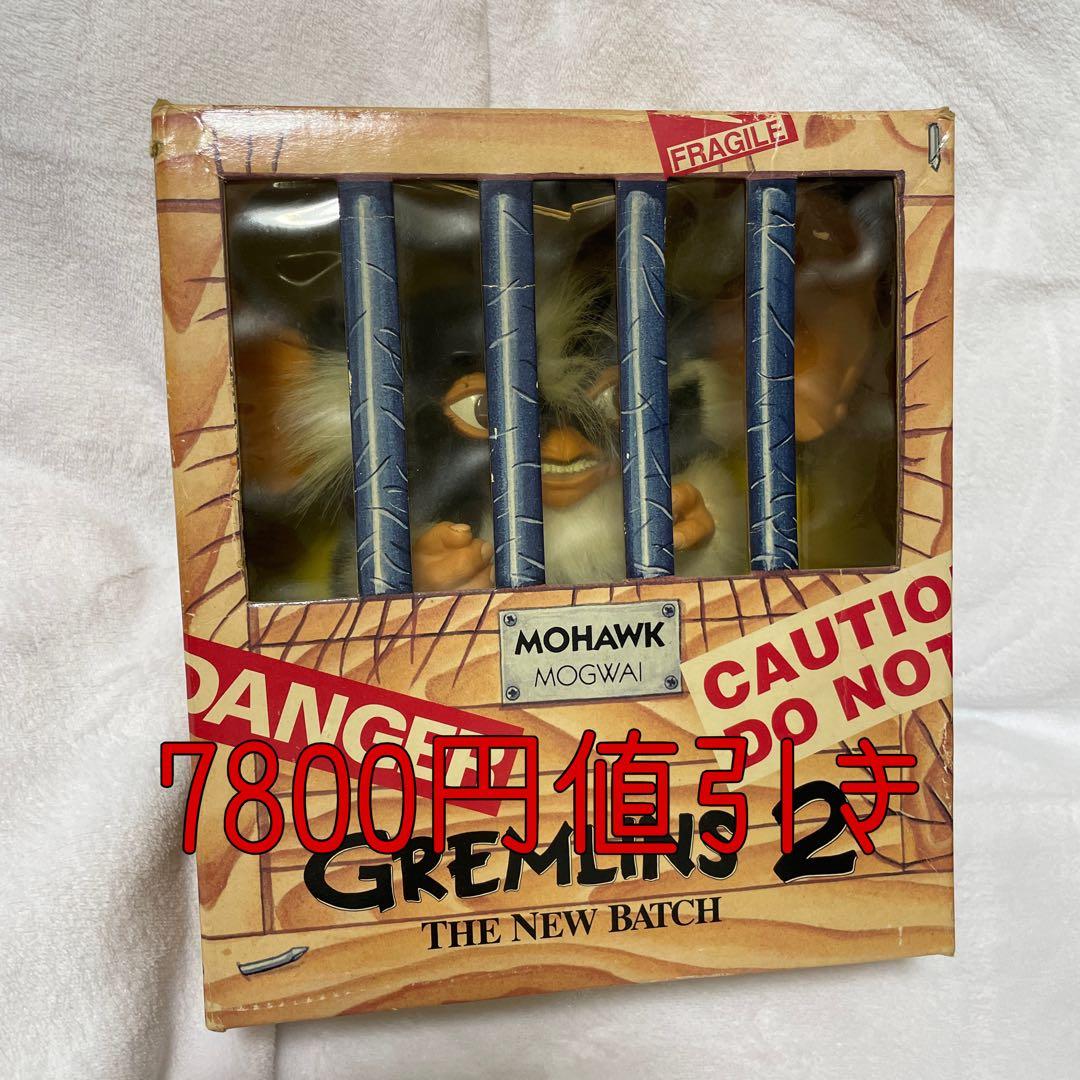 FRAGILE
MOHAWK
MOGWAI
DANGER
CAUTIO
DO NOT
7800円値引き
GREMLINS 2
THE NEW BATCH